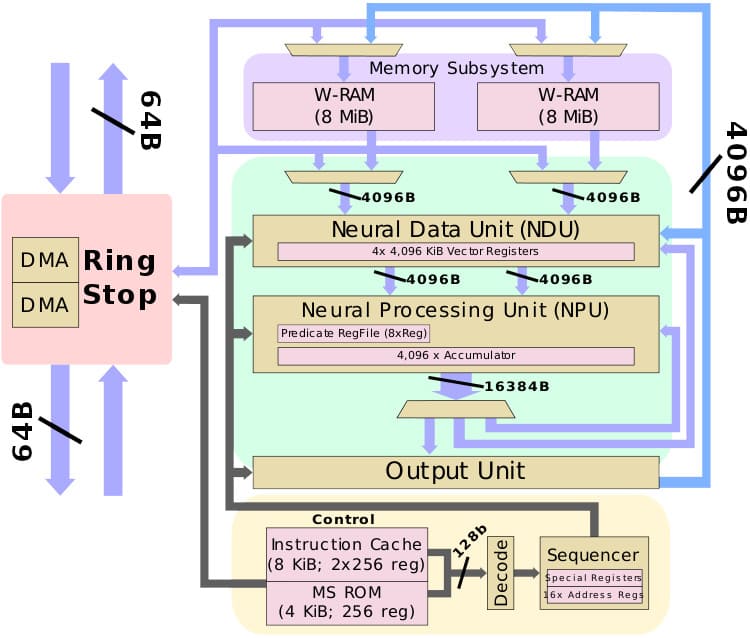 Memory Subsystem
W-RAM
(8 MiB)
W-RAM
(8 MiB)
64B
4096B
4096B
4096B
Neural Data Unit (NDU)
4x 4,096 KiB Vector Registers
DMA
DMA
Ring
Stop
4096B
4096B
Neural Processing Unit (NPU)
Predicate RegFile (8xReg)
4,096 x Accumulator
16384B
64B
Output Unit
Control
Instruction Cache
(8 KiB; 2x256 reg)
MS ROM
(4 KiB; 256 reg)
128b
Decode
Sequencer
Special Registers
16x Address Regs